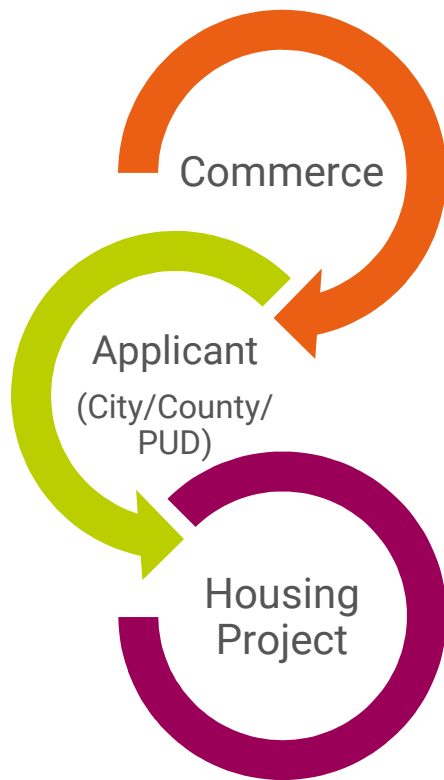 Commerce
Applicant
(City/County/
PUD)
Housing
Project